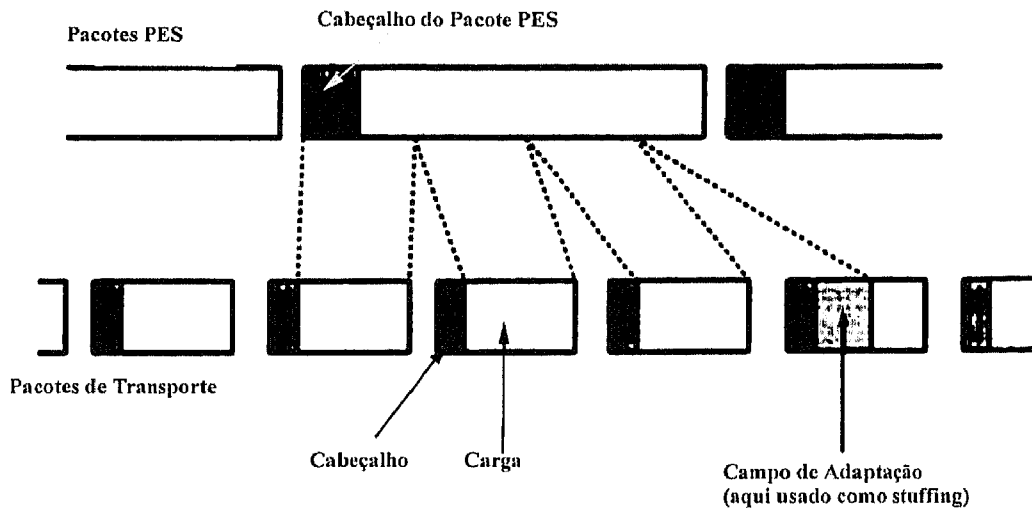 Cabeçalho do Pacote PES
Pacotes PES
Pacotes de Transporte
Cabeçalho
Carga
Campo de Adaptação
(aqui usado como stuffing)